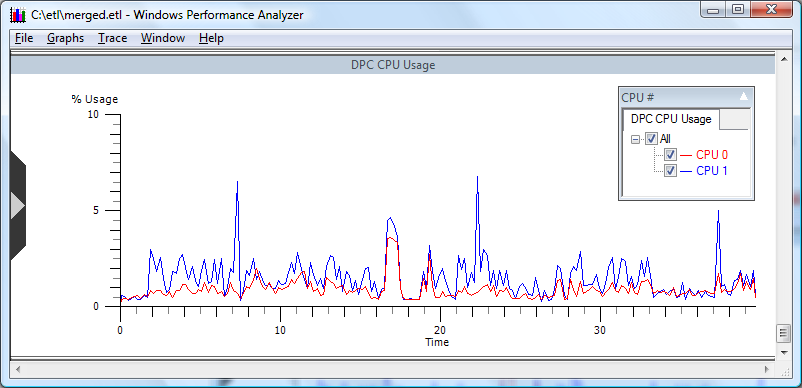 C:\etl\merged.etl - Windows Performance Analyzer
File Graphs Trace Window Help
DPC CPU Usage
% Usage
10
5
0
0 10 20 30
Time
CPU #
DPC CPU Usage
All
CPU 0
CPU 1